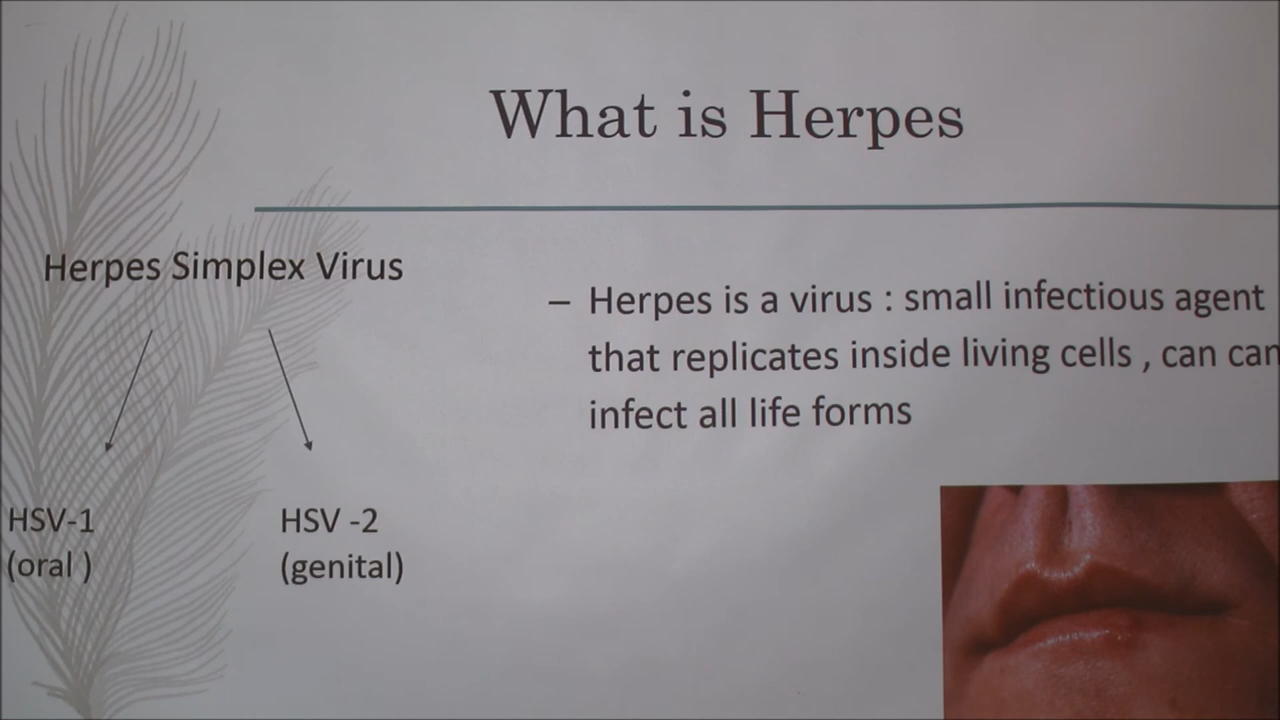 What is Herpes
Herpes Simplex Virus
HSV-1
(oral )
HSV -2
(genital)
– Herpes is a virus : small infectious agent
that replicates inside living cells , can can
infect all life forms